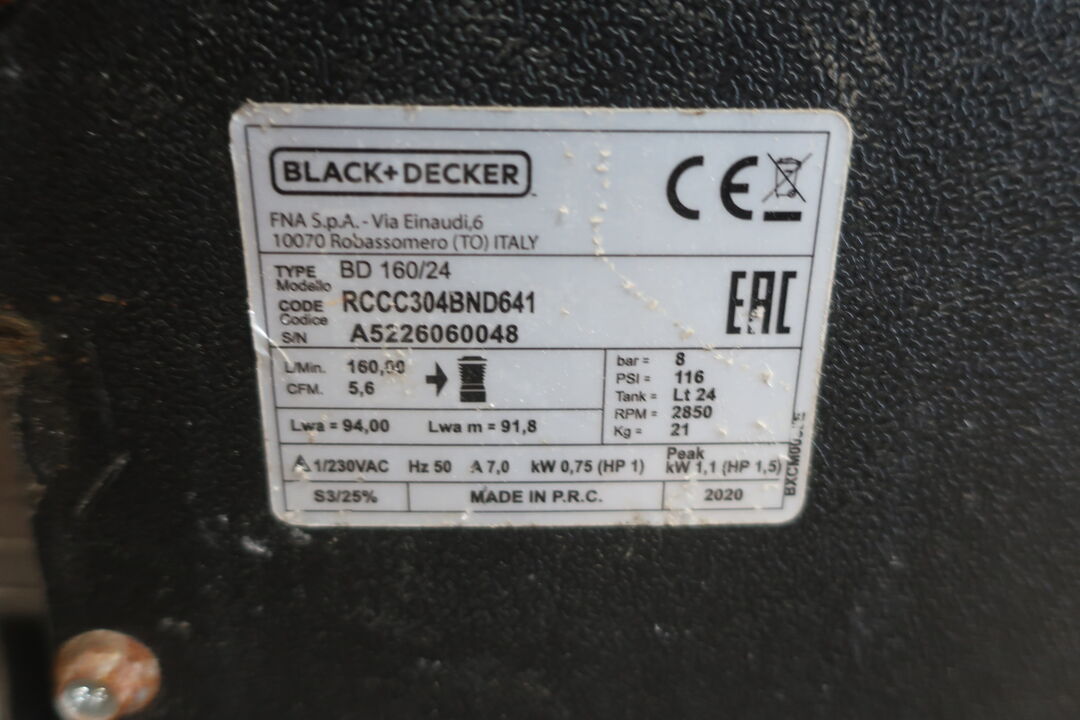 BLACK+DECKER
CE
FNA S.p.A. - Via Einaudi,6
10070 Robassomero (TO) ITALY
TYPE BD 160/24
Modello
CODE RCCC304BND641
Codice
S/N A5226060048
EAC
L/Min. 160,00
CFM. 5,6
bar = 8
PSI = 116
Tank = Lt 24
RPM = 2850
Kg = 21
Lwa = 94,00 Lwa m = 91,8
1/230VAC Hz 50 A 7,0 kW 0,75 (HP 1) Peak kW 1,1 (HP 1,5)
S3/25% MADE IN P.R.C. 2020